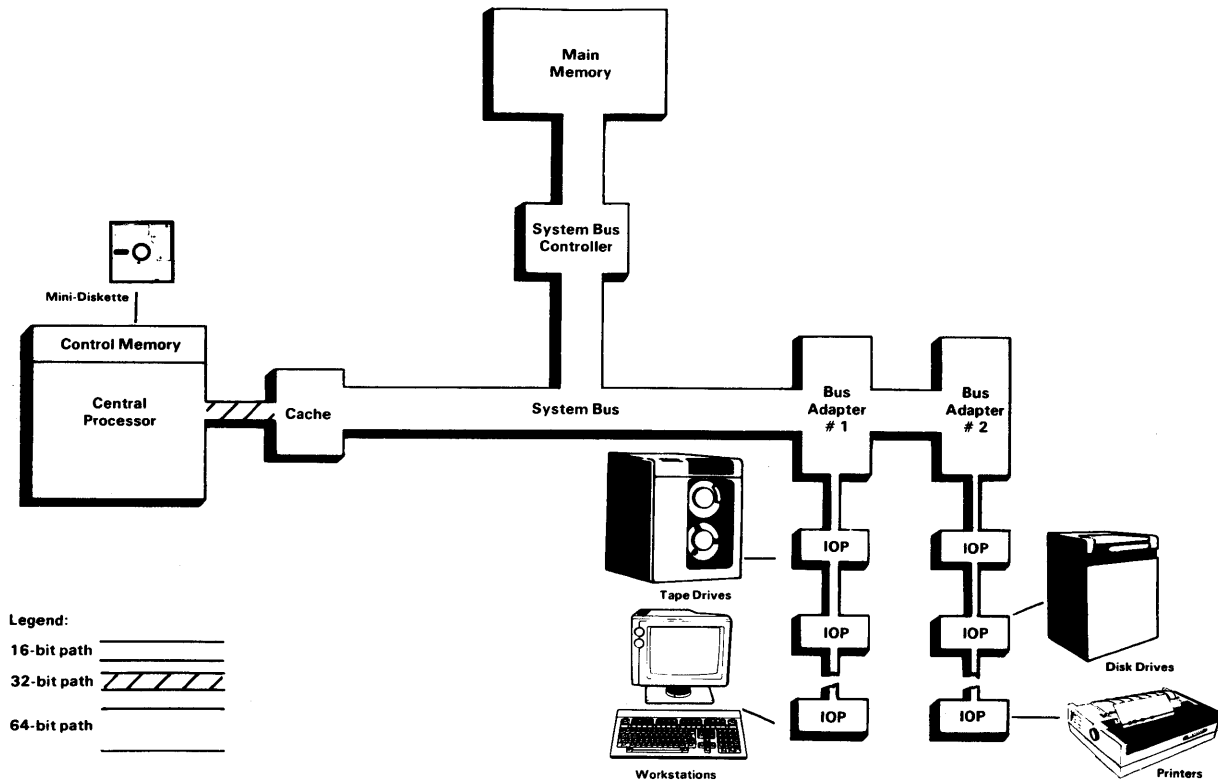 Main
Memory
System Bus
Controller
Mini-Diskette
Control Memory
Central
Processor
Cache
System Bus
Bus
Adapter
# 1
Bus
Adapter
# 2
IOP
IOP
Tape Drives
IOP
IOP
Disk Drives
IOP
IOP
Workstations
Printers
Legend:
16-bit path
32-bit path
64-bit path